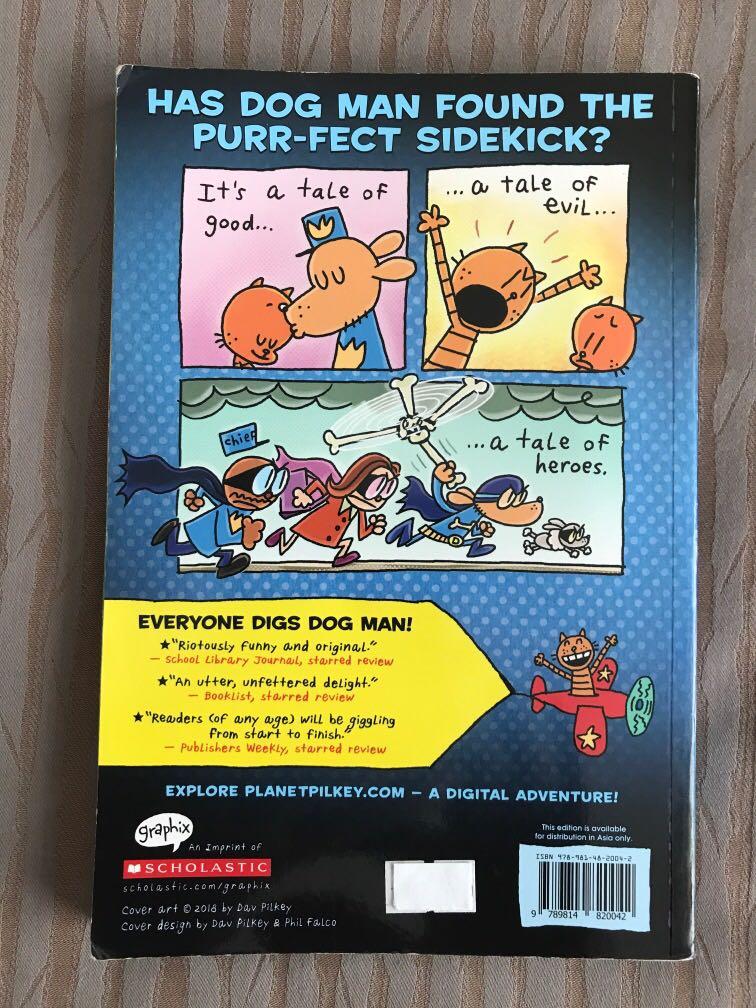 HAS DOG MAN FOUND THE
PURR-FECT SIDEKICK?
It's a tale of
good...
...a tale of
evil...
chief
...a tale of
heroes.
EVERYONE DIGS DOG MAN!
★"Riotously funny and original."
— School Library Journal, starred review
★"An utter, unfettered delight."
— Booklist, starred review
★"Readers (of any age) will be giggling
from start to finish."
— Publishers Weekly, starred review
EXPLORE PLANETPILKEY.COM — A DIGITAL ADVENTURE!
graphix
An Imprint of
SCHOLASTIC
scholastic.com/graphix
Cover art © 2018 by Dav Pilkey
Cover design by Dav Pilkey & Phil Falco
This edition is available
for distribution in Asia only.
ISBN 978-981-48-2004-2
9 789814 820042